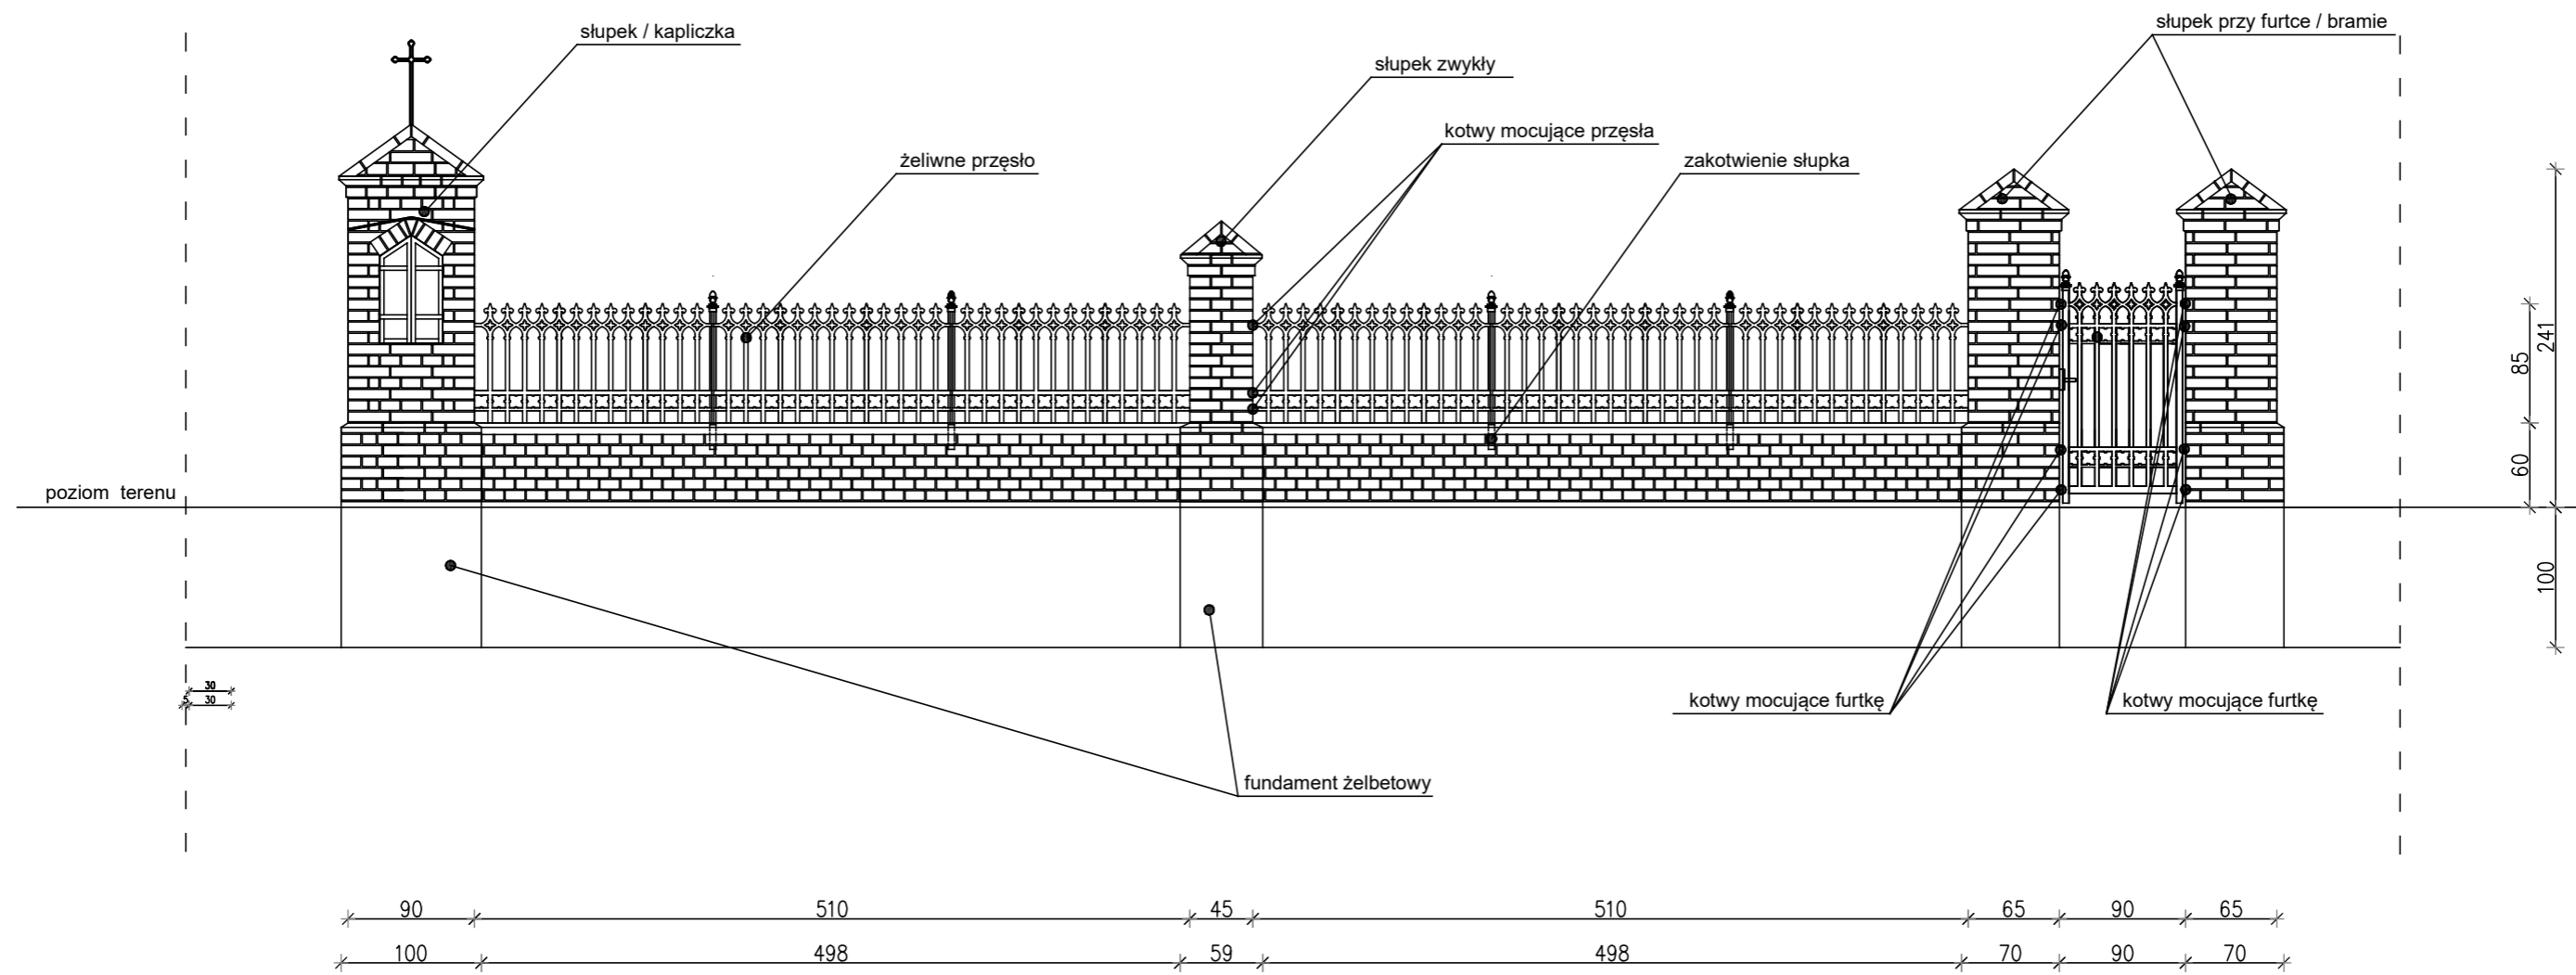 słupek / kapliczka
słupek przy furtce / bramie
słupek zwykły
kotwy mocujące przęsła
żeliwne przęsło
zakotwienie słupka
241
85
60
poziom terenu
100
30
5 30
kotwy mocujące furtkę
kotwy mocujące furtkę
fundament żelbetowy
90 510 45 510 65 90 65
100 498 59 498 70 90 70